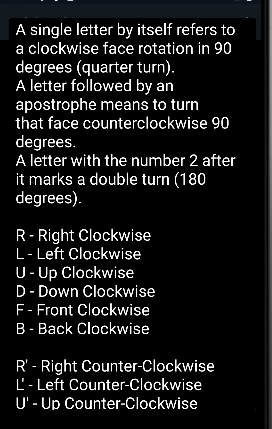 A single letter by itself refers to
a clockwise face rotation in 90
degrees (quarter turn).
A letter followed by an
apostrophe means to turn
that face counterclockwise 90
degrees.
A letter with the number 2 after
it marks a double turn (180
degrees).
R - Right Clockwise
L - Left Clockwise
U - Up Clockwise
D - Down Clockwise
F - Front Clockwise
B - Back Clockwise
R' - Right Counter-Clockwise
L' - Left Counter-Clockwise
U' - Up Counter-Clockwise